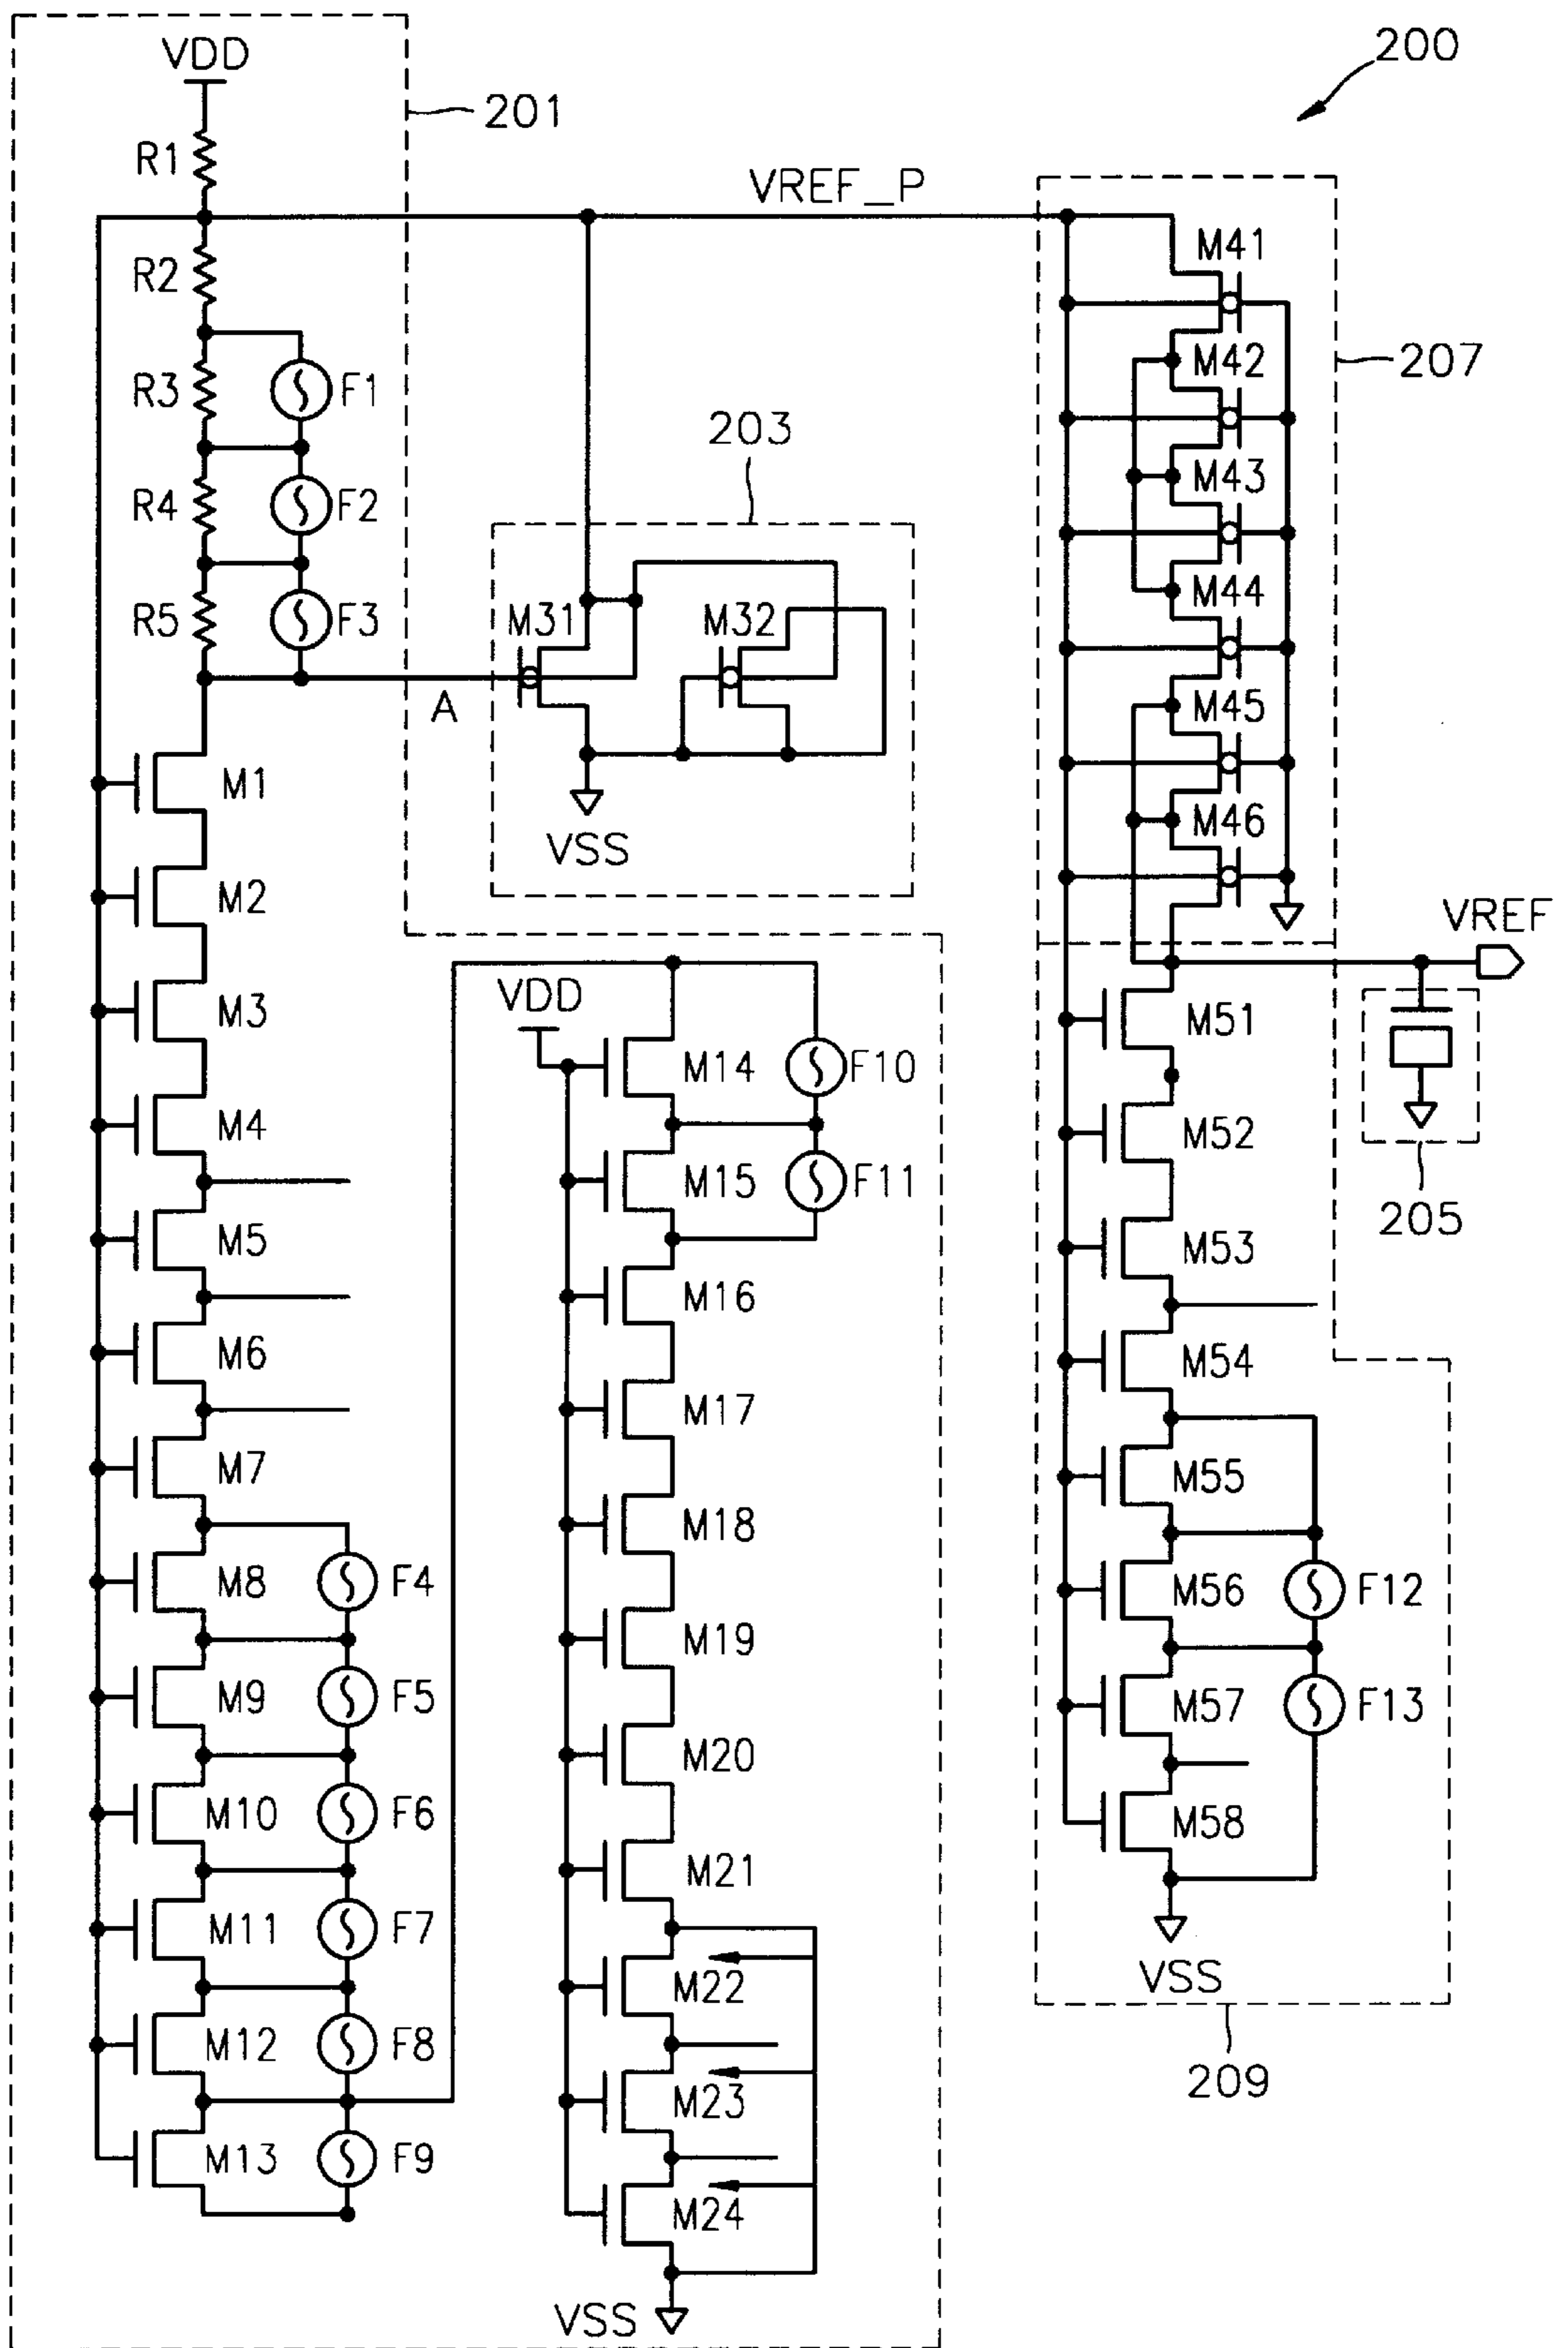 200
VDD
201
R1
VREF_P
M41
R2
M42
207
R3
F1
203
M43
R4
F2
M44
R5
F3
M31
M32
A
M45
M1
M46
VSS
M2
VREF
VDD
M3
M51
M14
F10
M4
M52
M15
F11
205
M5
M53
M16
M6
M54
M17
M7
M55
M18
M8
F4
M56
F12
M19
M9
F5
M57
F13
M20
M10
F6
M58
M21
M11
F7
VSS
M22
M12
F8
209
M23
M13
F9
M24
VSS